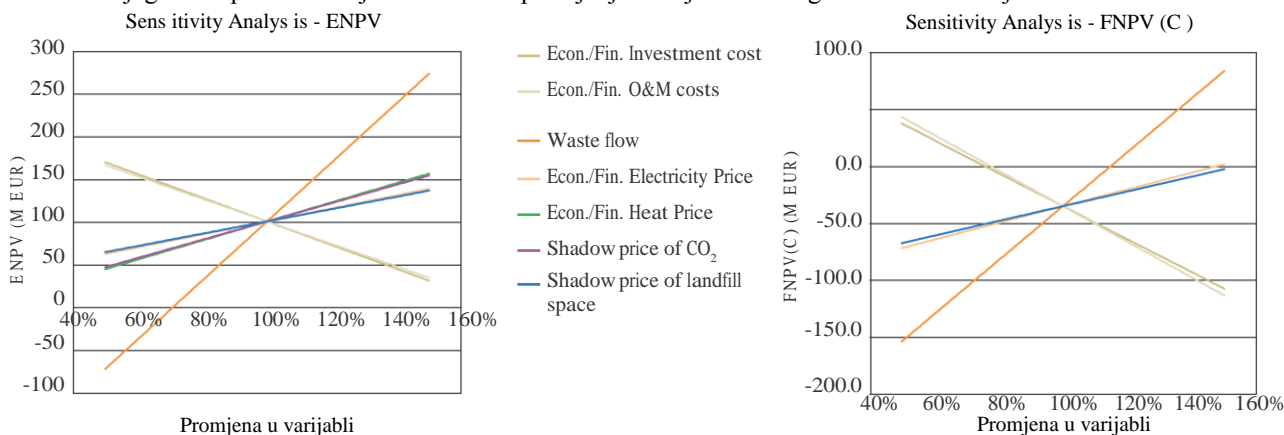 Sens itivity Analys is - ENPV
300
250
200
150
100
50
0
-50
-100
40% 60% 80% 100% 120% 140% 160%
ENPV (M EUR)
Promjena u varijabli
Econ./Fin. Investment cost
Econ./Fin. O&M costs
Waste flow
Econ./Fin. Electricity Price
Econ./Fin. Heat Price
Shadow price of CO₂
Shadow price of landfill
space
Sensitivity Analys is - FNPV (C )
100.0
0.0
-50.0
-100.0
-150.0
-200.0
40% 60% 80% 100% 120% 140% 160%
FNPV(C) (M EUR)
Promjena u varijabli